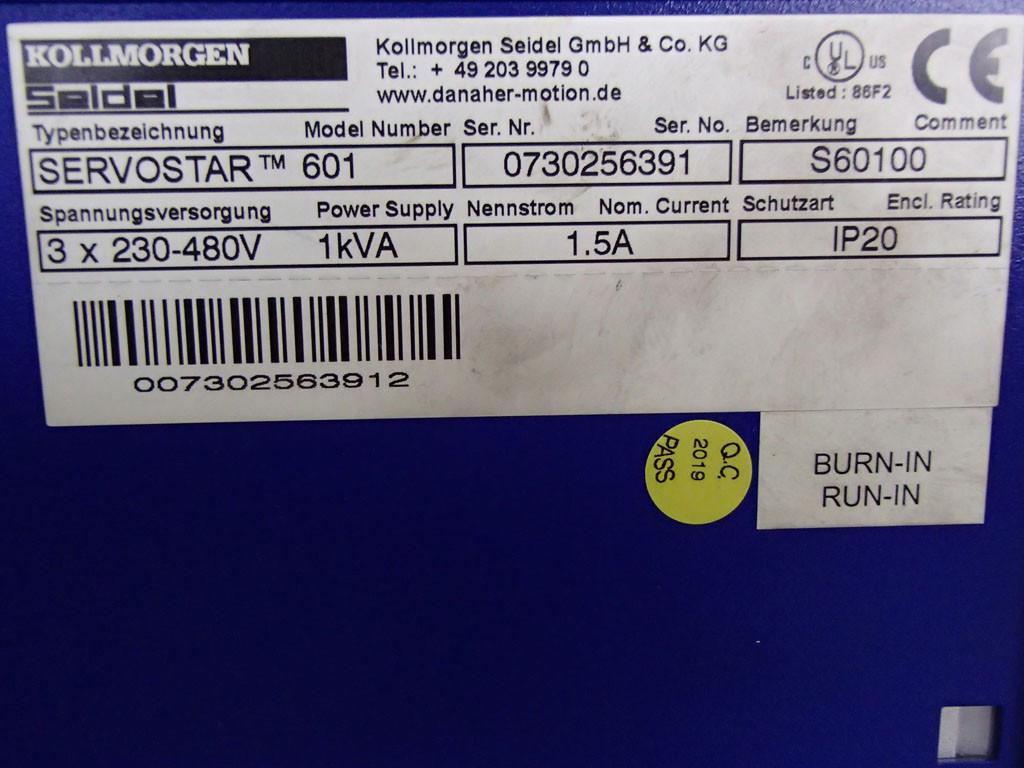 KOLLMORGEN
Seidel
Kollmorgen Seidel GmbH & Co. KG
Tel.: + 49 203 9979 0
www.danaher-motion.de
c UL us
Listed : 86F2
CE
Typenbezeichnung Model Number Ser. Nr. Ser. No. Bemerkung Comment
SERVOSTAR™ 601 0730256391 S60100
Spannungsversorgung Power Supply Nennstrom Nom. Current Schutzart Encl. Rating
3 x 230-480V 1kVA 1.5A IP20
007302563912
Q.C.
2019
PASS
BURN-IN
RUN-IN